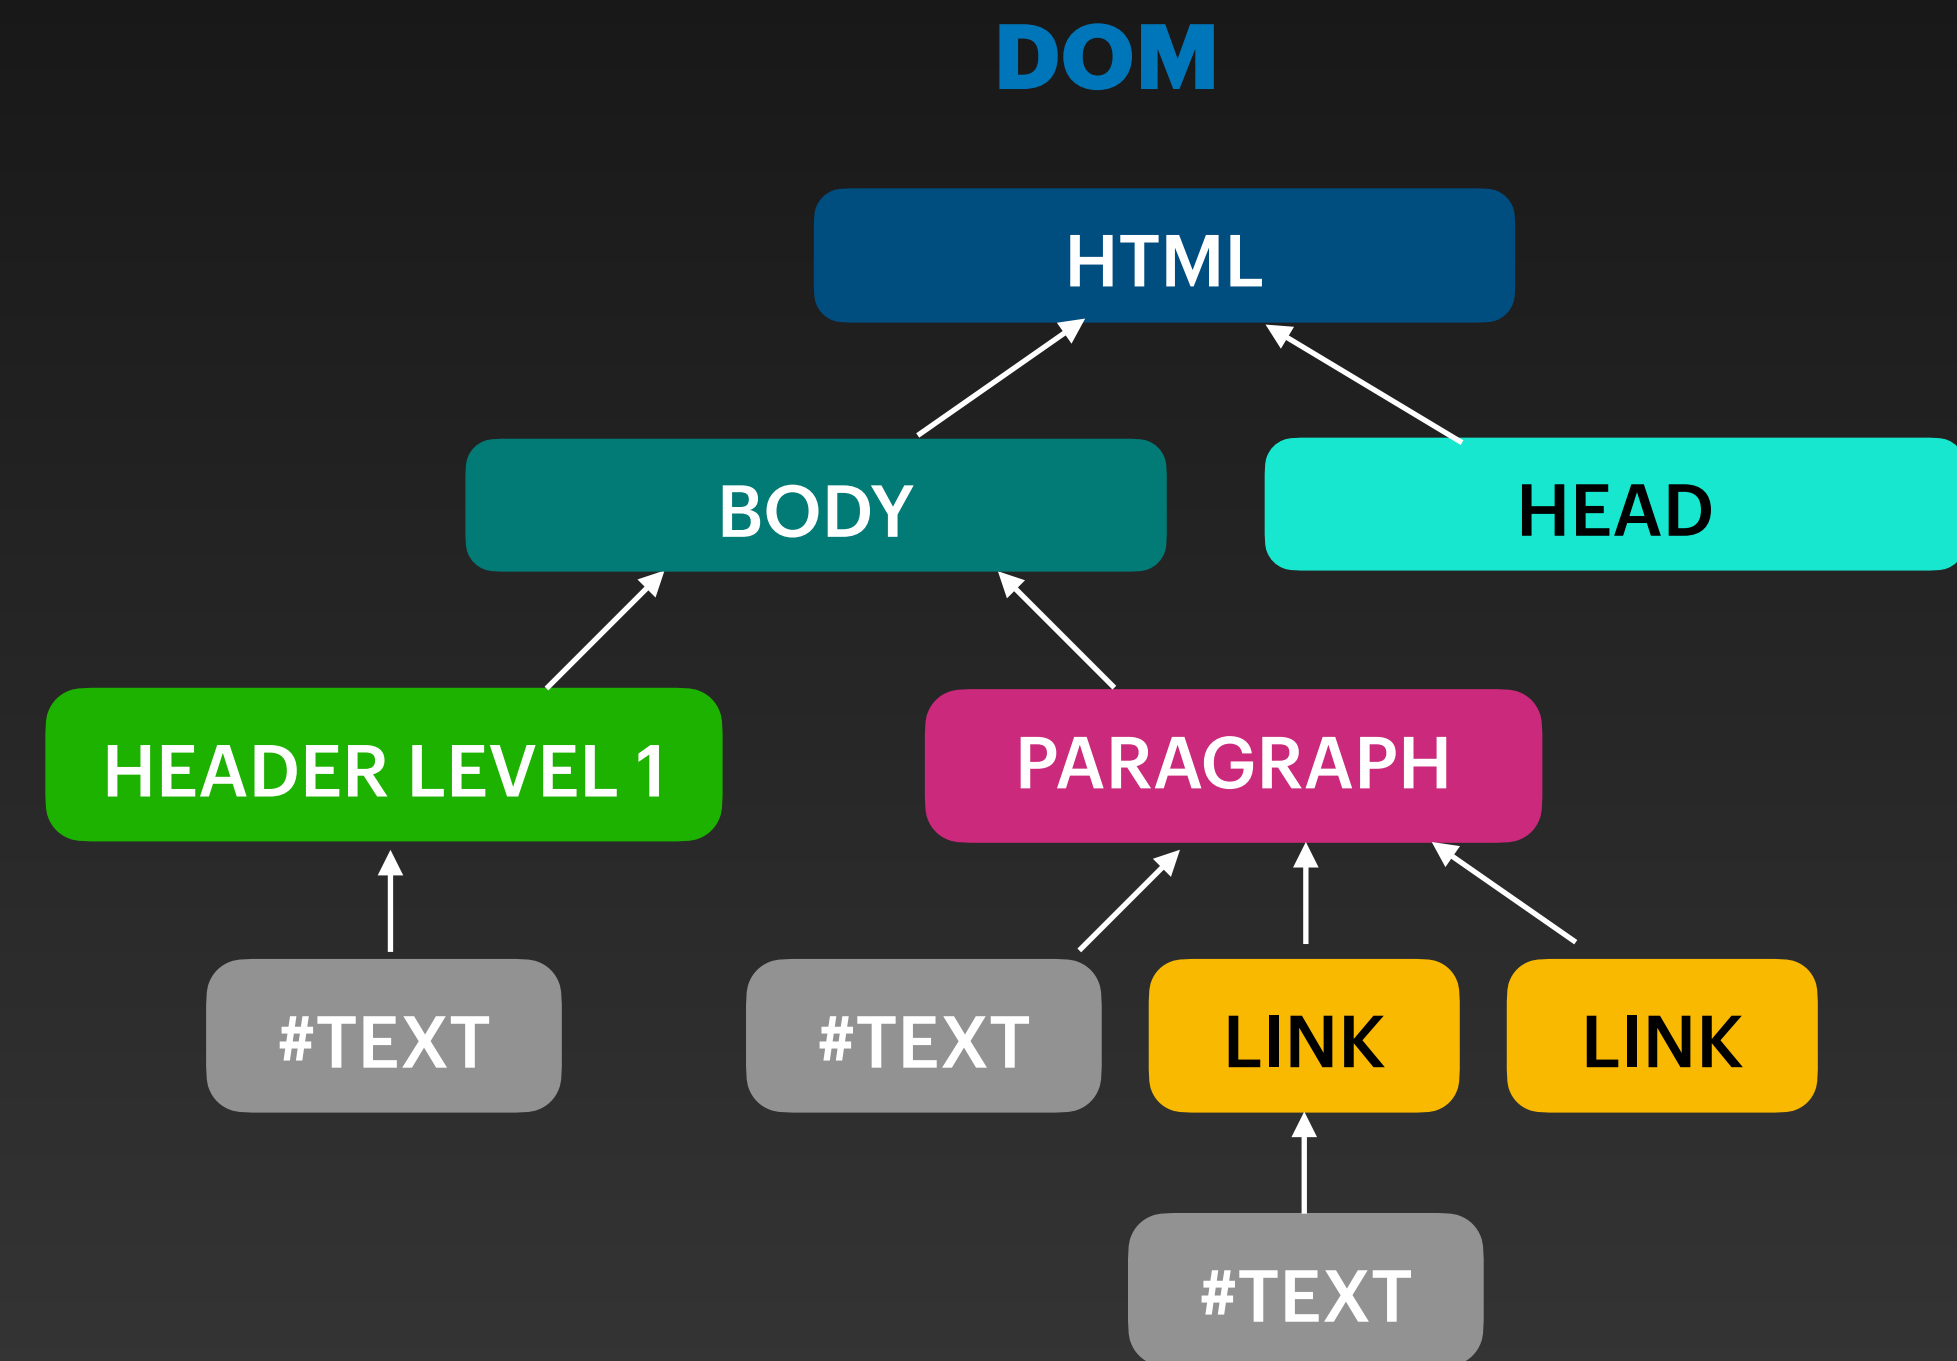 DOM
HTML
BODY
HEAD
HEADER LEVEL 1
PARAGRAPH
#TEXT
#TEXT
LINK
LINK
#TEXT